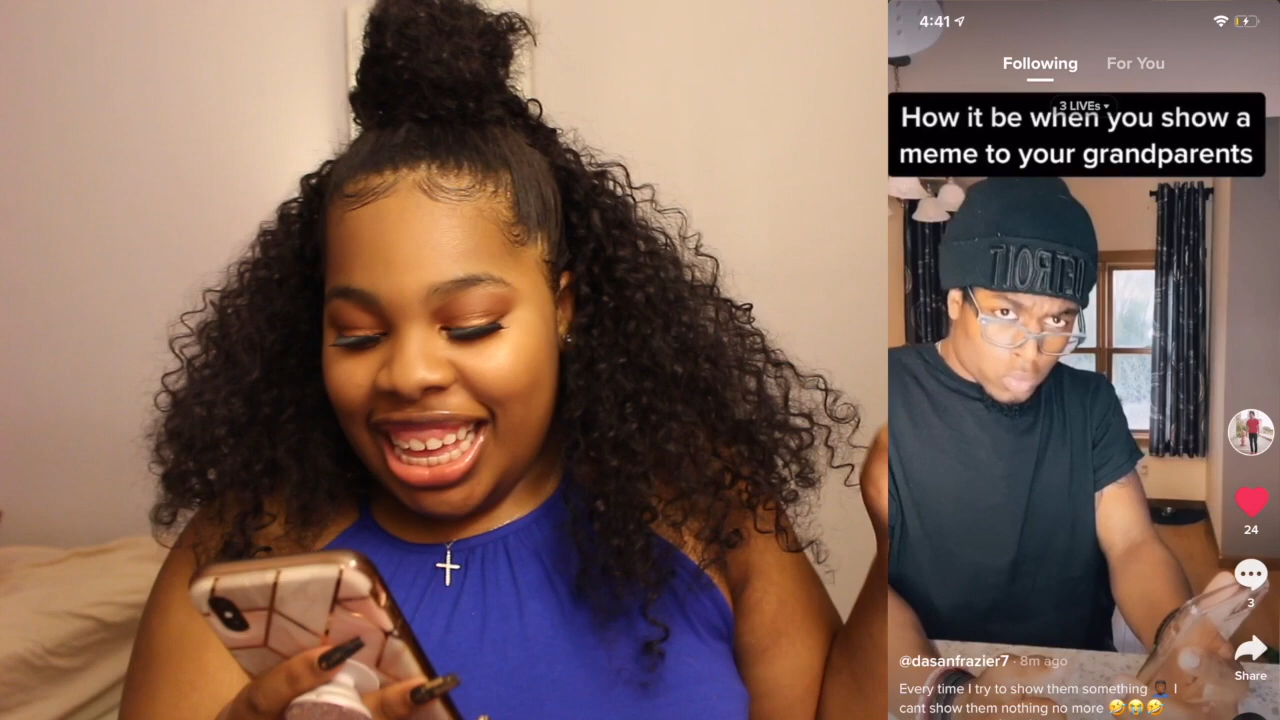 4:41
Following For You
3 LIVEs
How it be when you show a
meme to your grandparents
DETROIT
24
3
@dasanfrazier7 · 8m ago
Share
Every time I try to show them something 🤦🏿‍♂️ I
cant show them nothing no more 🤣😭🤣